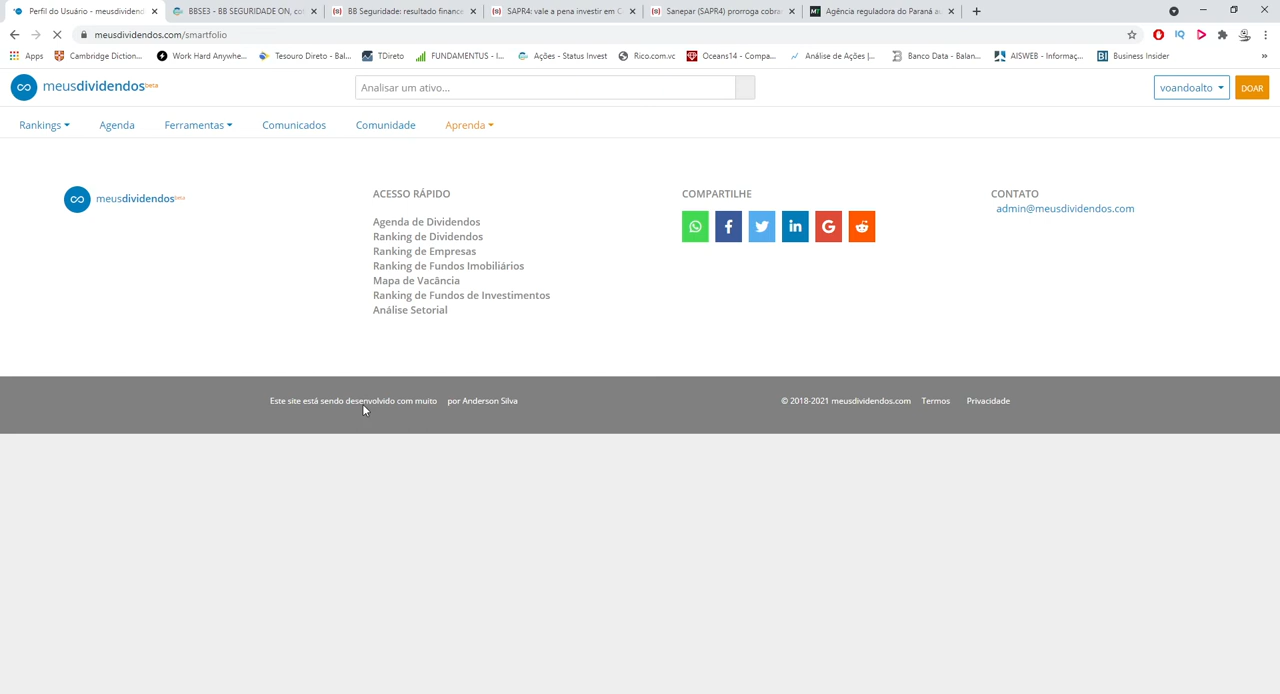 Perfil do Usuário - meusdividend
BBSE3 - BB SEGURIDADE ON, co
BB Seguridade: resultado finance
SAPR4: vale a pena investir em C
Sanepar (SAPR4) prorroga cobra
Agência reguladora do Paraná a
meusdividendos.com/smartfolio
Apps
Cambridge Diction...
Work Hard Anywhe...
Tesouro Direto - Bal...
TDireto
FUNDAMENTUS - I...
Ações - Status Invest
Rico.com.vc
Oceans14 - Compa...
Análise de Ações |...
Banco Data - Balan...
AISWEB - Informaç...
Business Insider
meusdividendos beta
Analisar um ativo...
voandoalto
DOAR
Rankings
Agenda
Ferramentas
Comunicados
Comunidade
Aprenda
meusdividendos beta
ACESSO RÁPIDO
Agenda de Dividendos
Ranking de Dividendos
Ranking de Empresas
Ranking de Fundos Imobiliários
Mapa de Vacância
Ranking de Fundos de Investimentos
Análise Setorial
COMPARTILHE
CONTATO
admin@meusdividendos.com
Este site está sendo desenvolvido com muito por Anderson Silva
© 2018-2021 meusdividendos.com Termos Privacidade